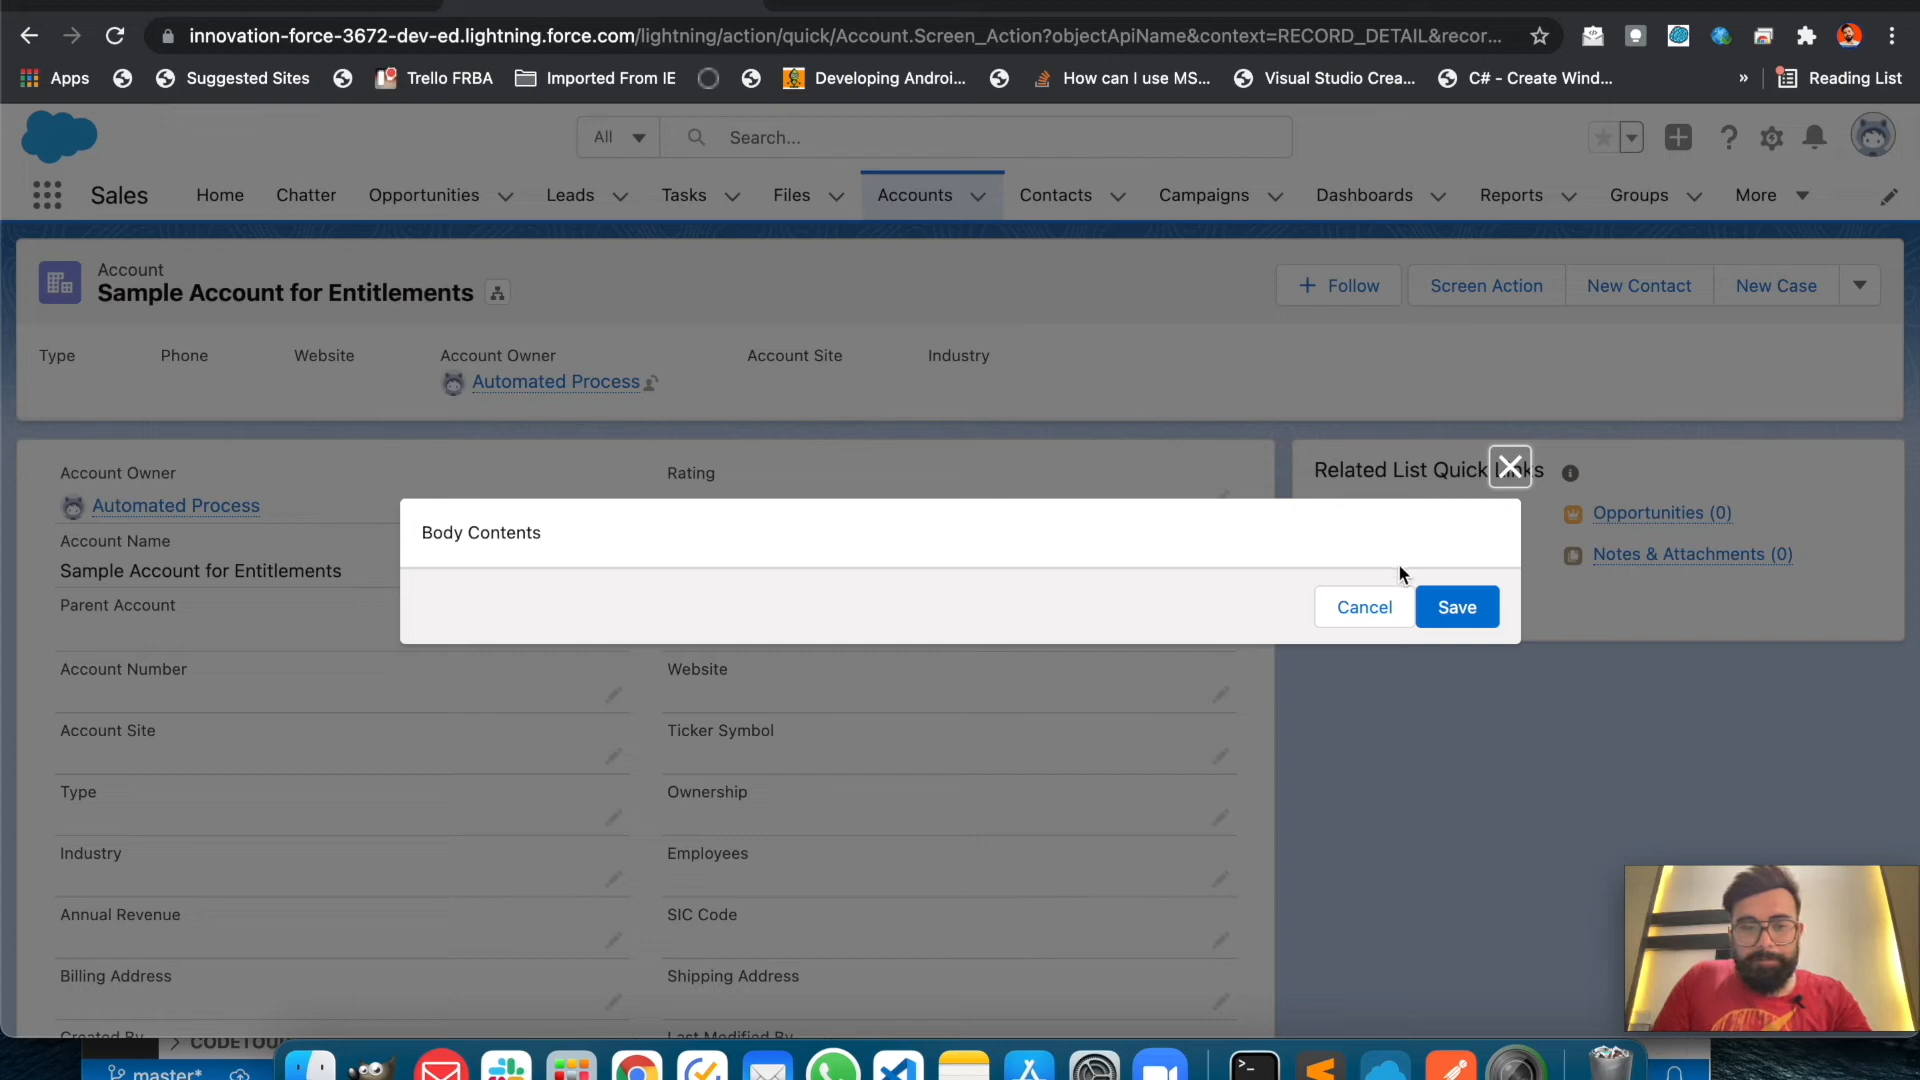 innovation-force-3672-dev-ed.lightning.force.com/lightning/action/quick/Account.Screen_Action?objectApiName&context=RECORD_DETAIL&recor...
Apps Suggested Sites Trello FRBA Imported From IE Developing Androi... How can I use MS... Visual Studio Crea... C# - Create Wind... » Reading List
All Search...
Sales Home Chatter Opportunities Leads Tasks Files Accounts Contacts Campaigns Dashboards Reports Groups More
Account
Sample Account for Entitlements
Follow Screen Action New Contact New Case
Type Phone Website Account Owner Account Site Industry
Automated Process
Account Owner Rating
Automated Process
Account Name
Sample Account for Entitlements
Parent Account
Account Number Website
Account Site Ticker Symbol
Type Ownership
Industry Employees
Annual Revenue SIC Code
Billing Address Shipping Address
Created By Last Modified By
Related List Quick Links
Opportunities (0)
Notes & Attachments (0)
Body Contents
Cancel Save
master*